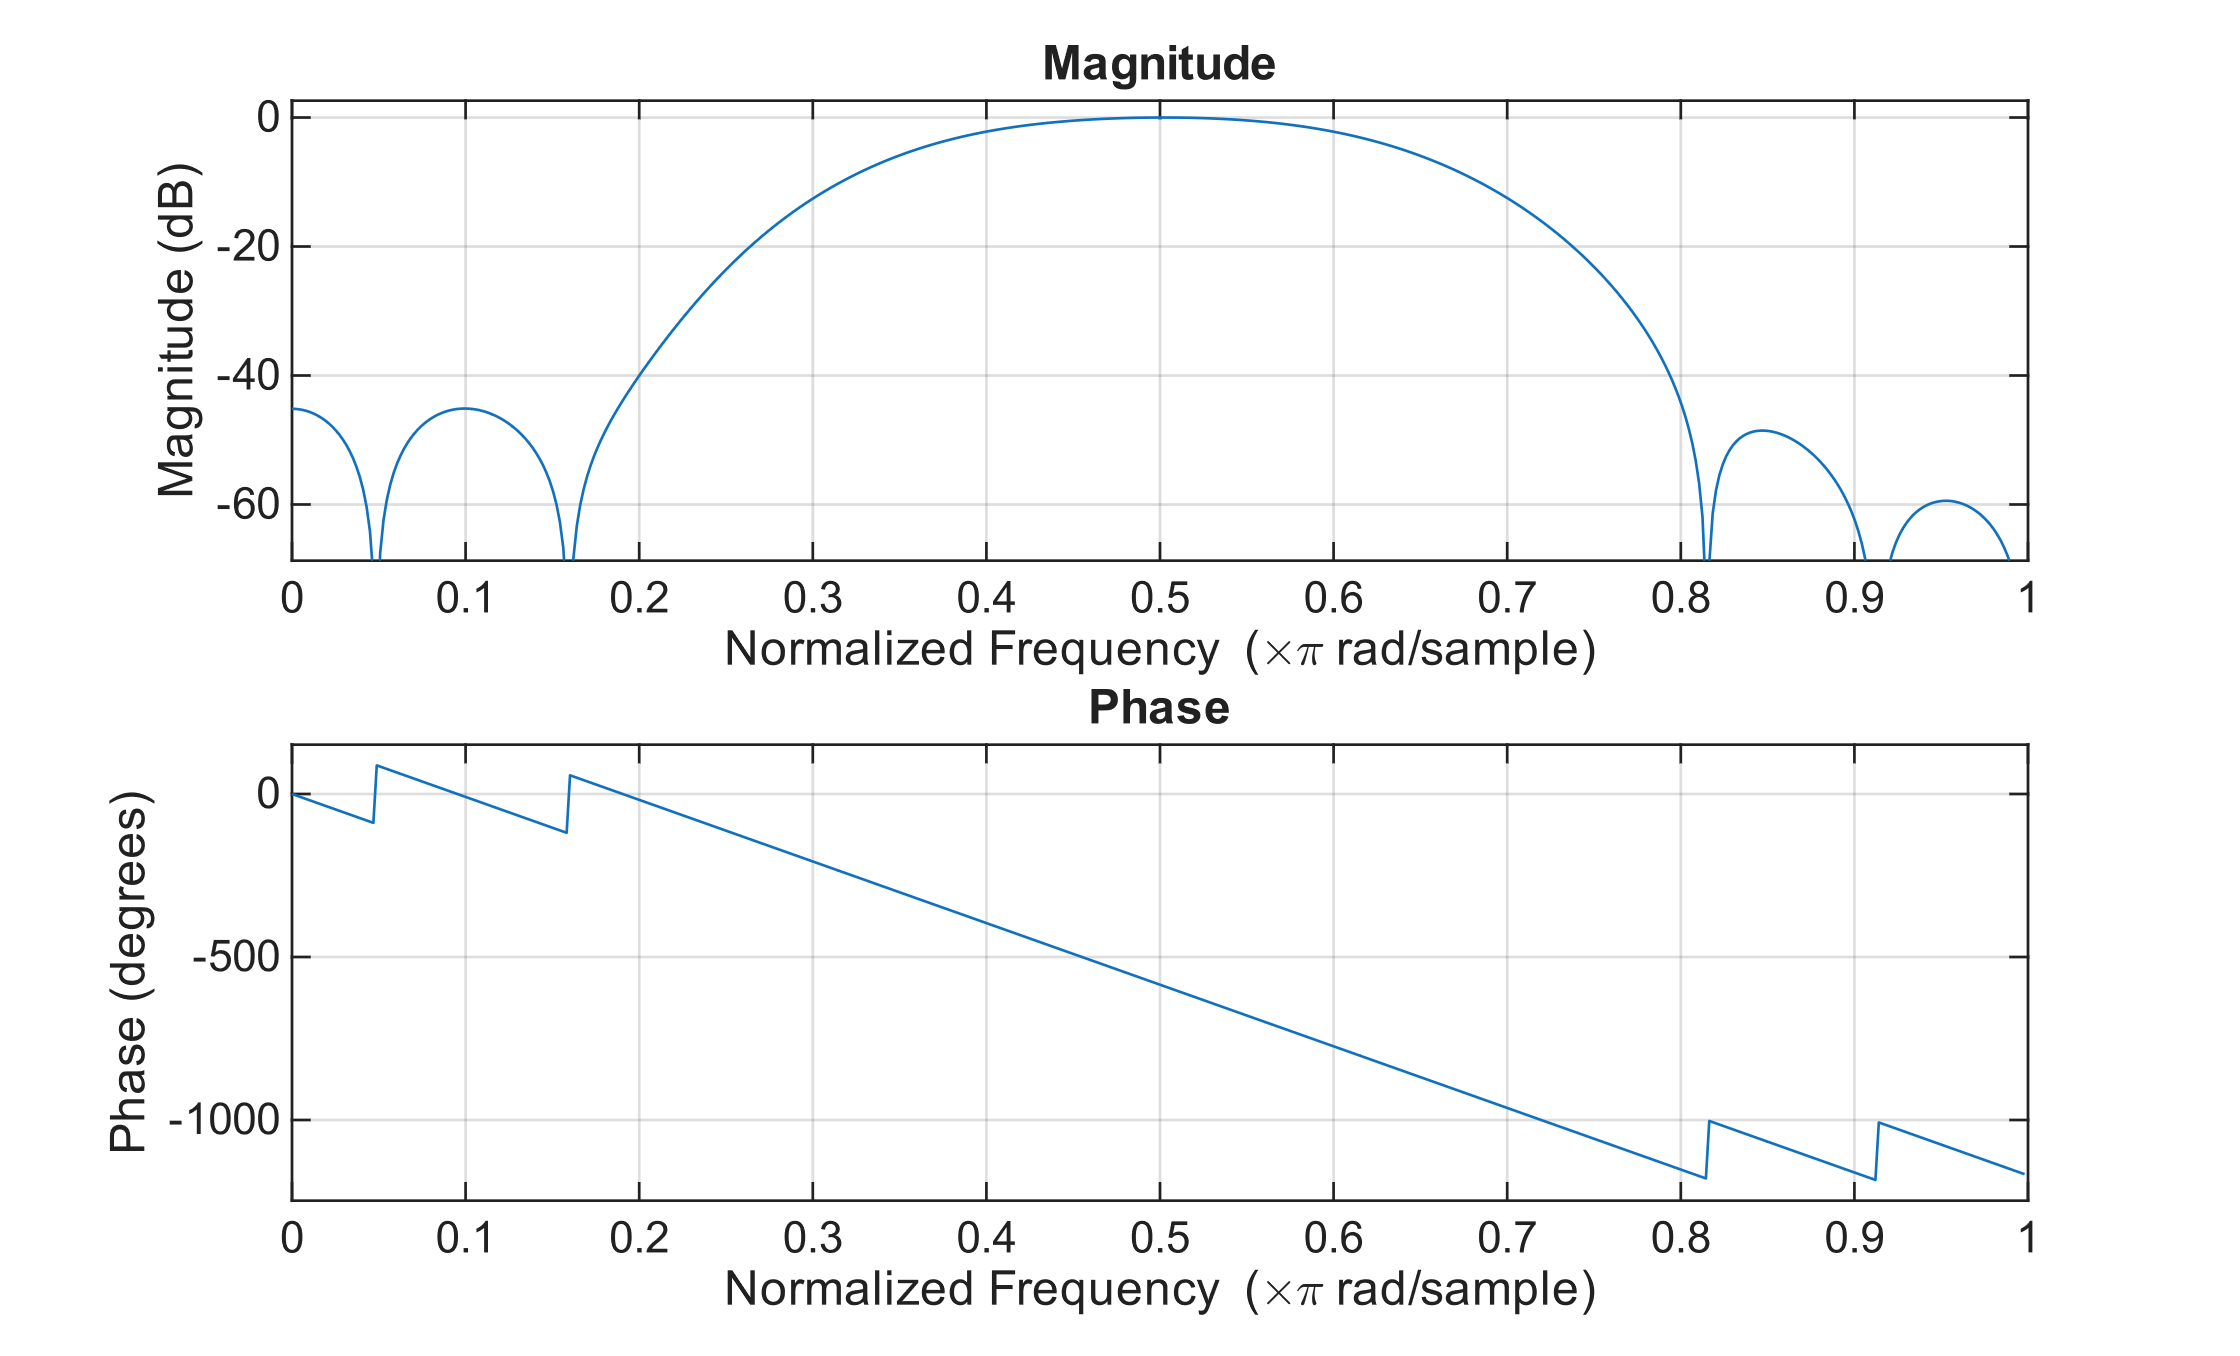 Magnitude
Magnitude (dB)
0
-20
-40
-60
0 0.1 0.2 0.3 0.4 0.5 0.6 0.7 0.8 0.9 1
Normalized Frequency (×π rad/sample)
Phase
Phase (degrees)
0
-500
-1000
0 0.1 0.2 0.3 0.4 0.5 0.6 0.7 0.8 0.9 1
Normalized Frequency (×π rad/sample)